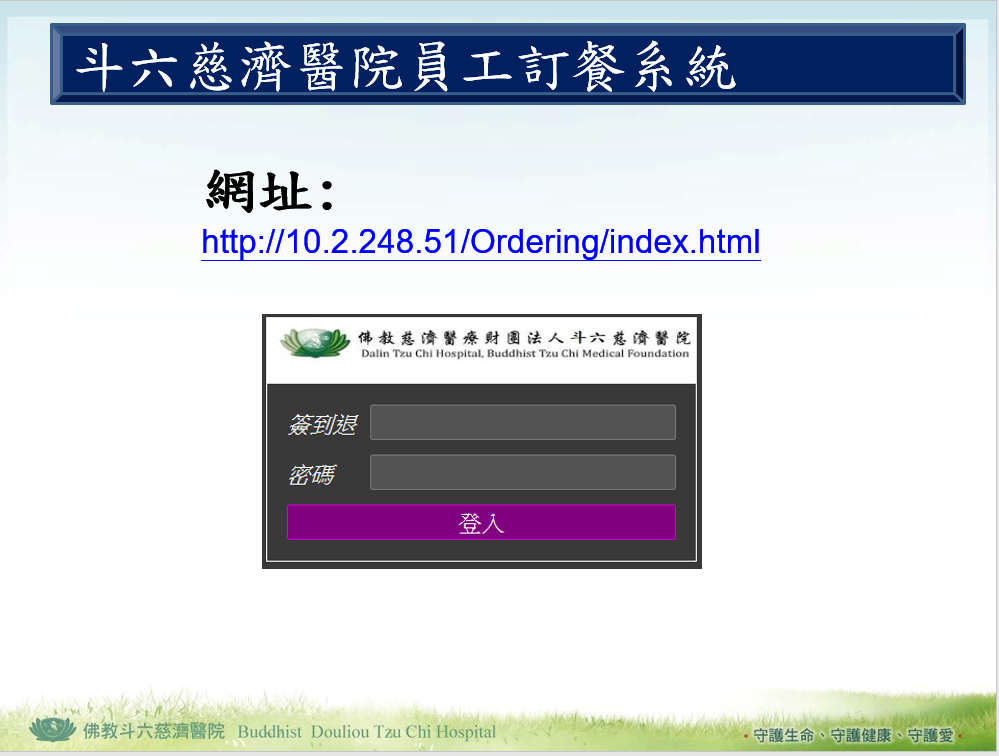 斗六慈濟醫院員工訂餐系統
網址：
http://10.2.248.51/Ordering/index.html
佛教慈濟醫療財團法人斗六慈濟醫院
Dalin Tzu Chi Hospital, Buddhist Tzu Chi Medical Foundation
簽到退
密碼
登入
佛教斗六慈濟醫院 Buddhist Douliou Tzu Chi Hospital
・守護生命、守護健康、守護愛・